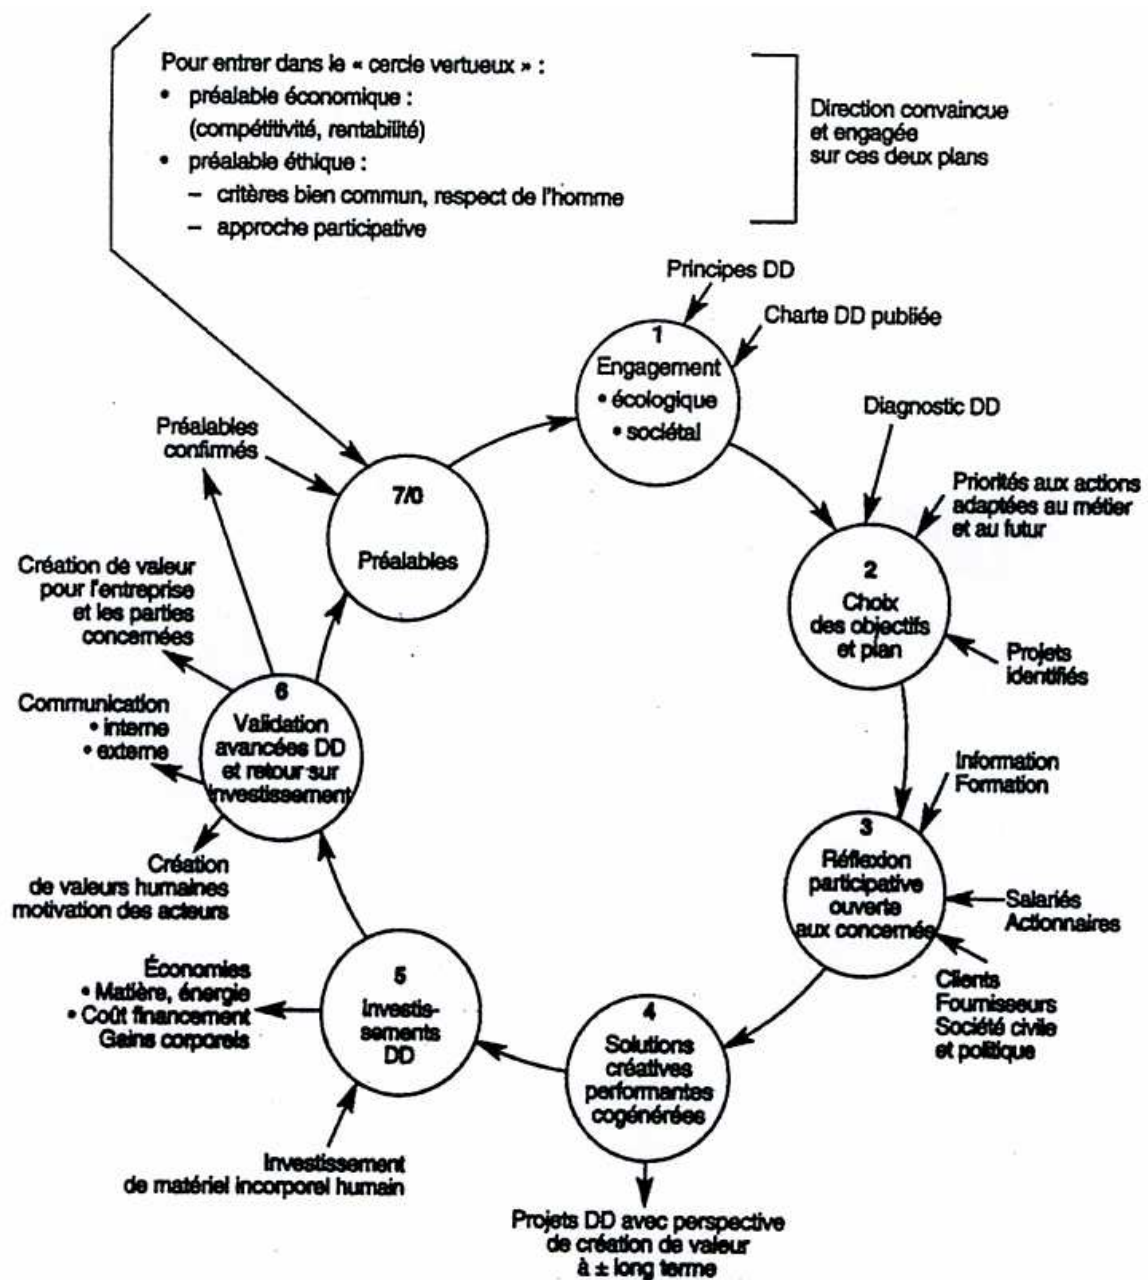 Pour entrer dans le « cercle vertueux » :
• préalable économique :
(compétitivité, rentabilité)
• préalable éthique :
– critères bien commun, respect de l'homme
– approche participative
Direction convaincue
et engagée
sur ces deux plans
Principes DD
Charte DD publiée
1
Engagement
• écologique
• sociétal
Diagnostic DD
Priorités aux actions
adaptées au métier
et au futur
2
Choix
des objectifs
et plan
Projets
identifiés
Information
Formation
3
Réflexion
participative
ouverte
aux concernés
Salariés
Actionnaires
Clients
Fournisseurs
Société civile
et politique
4
Solutions
créatives
performantes
cogénérées
Projets DD avec perspective
de création de valeur
à ± long terme
5
Investis-
sements
DD
Économies
• Matière, énergie
• Coût financement
Gains corporels
Investissement
de matériel incorporel humain
6
Validation
avancées DD
et retour sur
investissement
Création de valeur
pour l'entreprise
et les parties
concernées
Communication
• interne
• externe
Création
de valeurs humaines
motivation des acteurs
Préalables
confirmés
7/0
Préalables